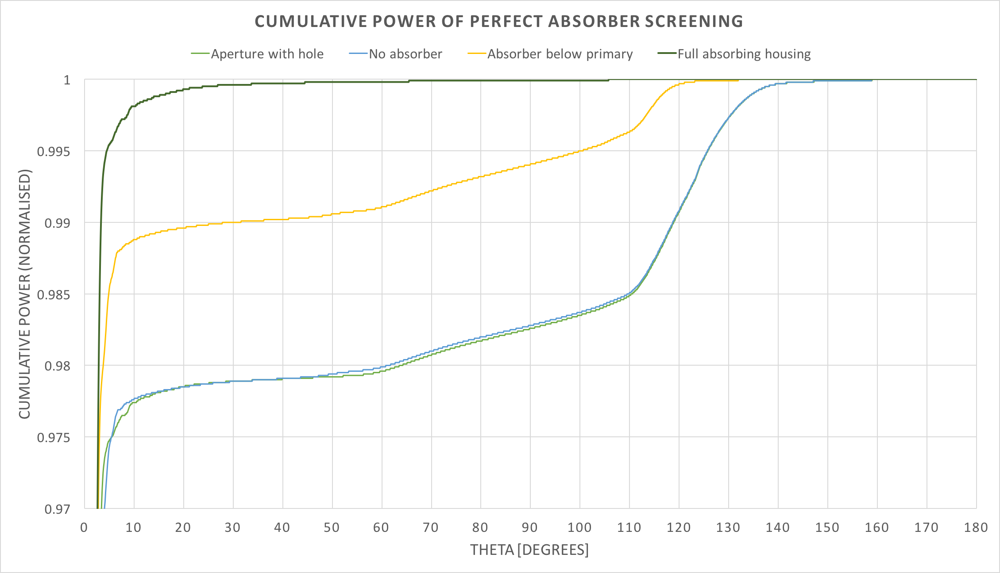 CUMULATIVE POWER OF PERFECT ABSORBER SCREENING
Aperture with hole No absorber Absorber below primary Full absorbing housing
CUMULATIVE POWER (NORMALISED)
1
0.995
0.99
0.985
0.98
0.975
0.97
0 10 20 30 40 50 60 70 80 90 100 110 120 130 140 150 160 170 180
THETA [DEGREES]